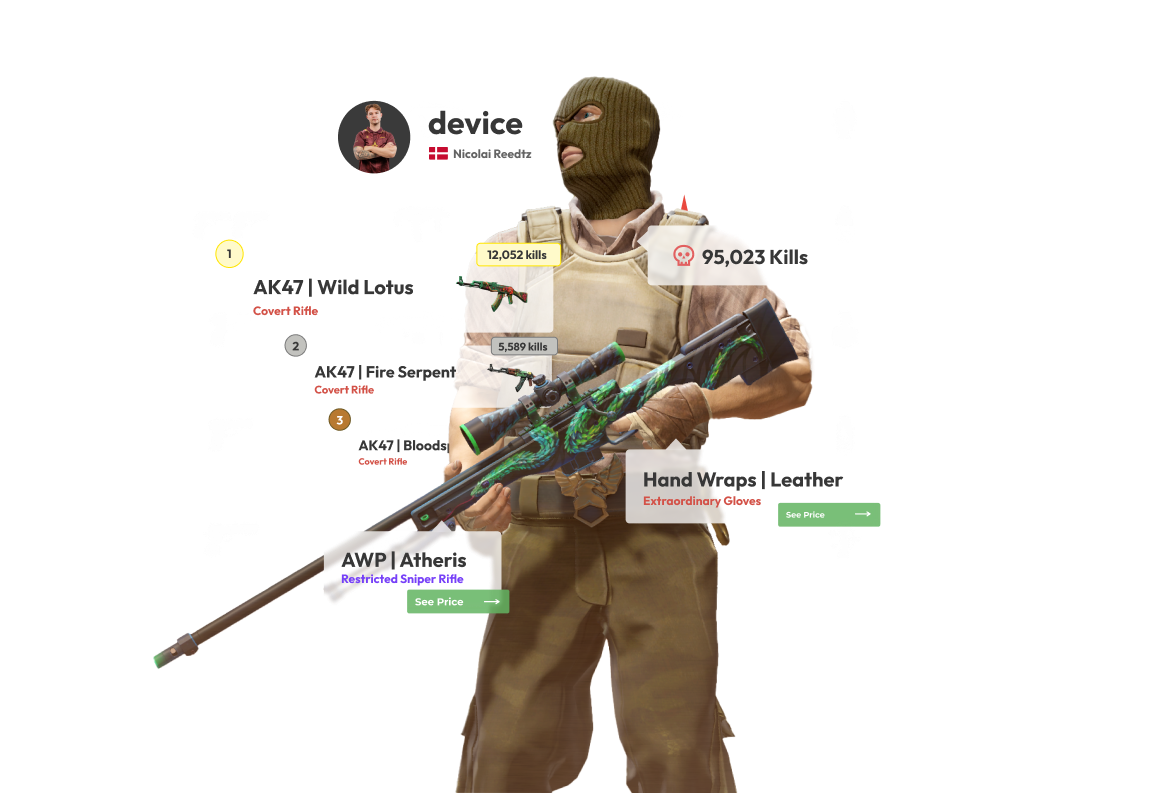 device
Nicolai Reedtz
1
12,052 kills
AK47 | Wild Lotus
Covert Rifle
95,023 Kills
2
5,589 kills
AK47 | Fire Serpent
Covert Rifle
3
AK47 |
Covert Rifle
Hand Wraps | Leather
Extraordinary Gloves
See Price
AWP | Atheris
Restricted Sniper Rifle
See Price